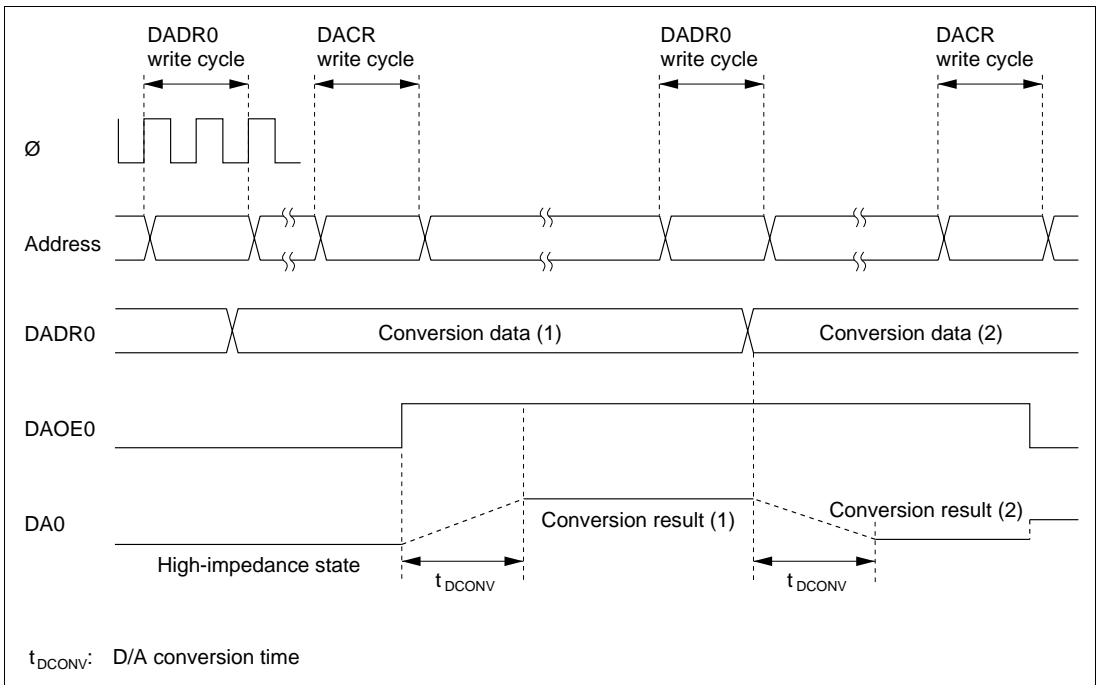 DADR0
write cycle
DACR
write cycle
DADR0
write cycle
DACR
write cycle
Ø
Address
DADR0
Conversion data (1)
Conversion data (2)
DAOE0
DA0
High-impedance state
Conversion result (1)
Conversion result (2)
t DCONV
t DCONV
tDCONV: D/A conversion time